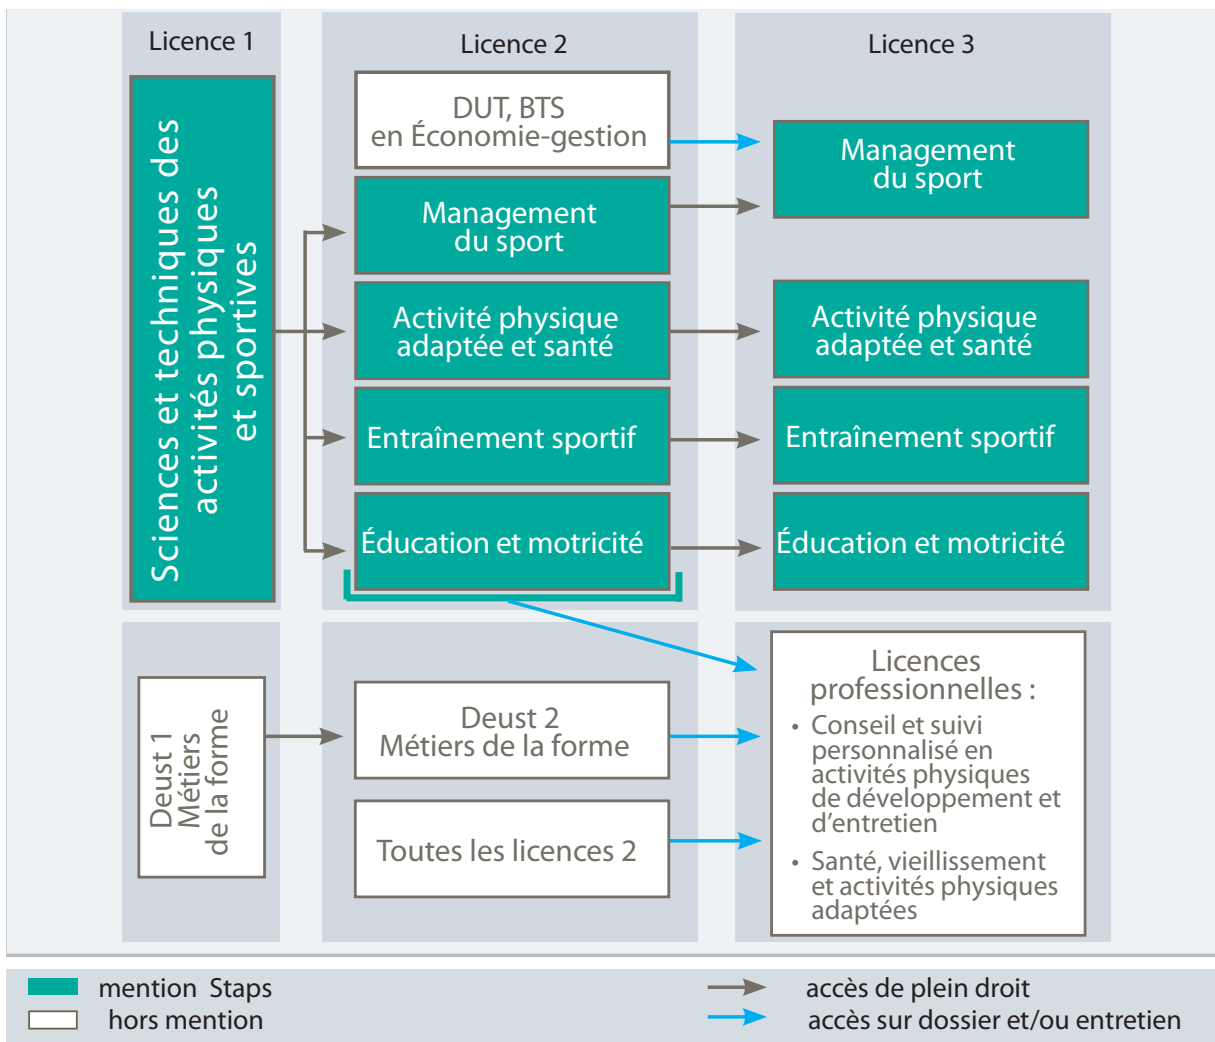 Licence 1
Licence 2
Licence 3
Sciences et techniques des
activités physiques
et sportives
DUT, BTS
en Économie-gestion
Management
du sport
Management
du sport
Activité physique
adaptée et santé
Activité physique
adaptée et santé
Entraînement sportif
Entraînement sportif
Éducation et motricité
Éducation et motricité
Deust 1
Métiers
de la forme
Deust 2
Métiers de la forme
Toutes les licences 2
Licences
professionnelles :
• Conseil et suivi
personnalisé en
activités physiques
de développement et
d'entretien
• Santé, vieillissement
et activités physiques
adaptées
mention Staps
hors mention
accès de plein droit
accès sur dossier et/ou entretien